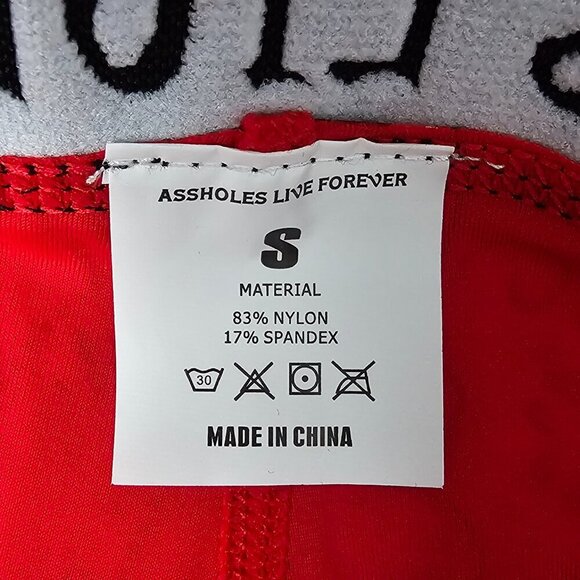 ASSHOLES LIVE FOREVER
S
MATERIAL
83% NYLON
17% SPANDEX
30
MADE IN CHINA